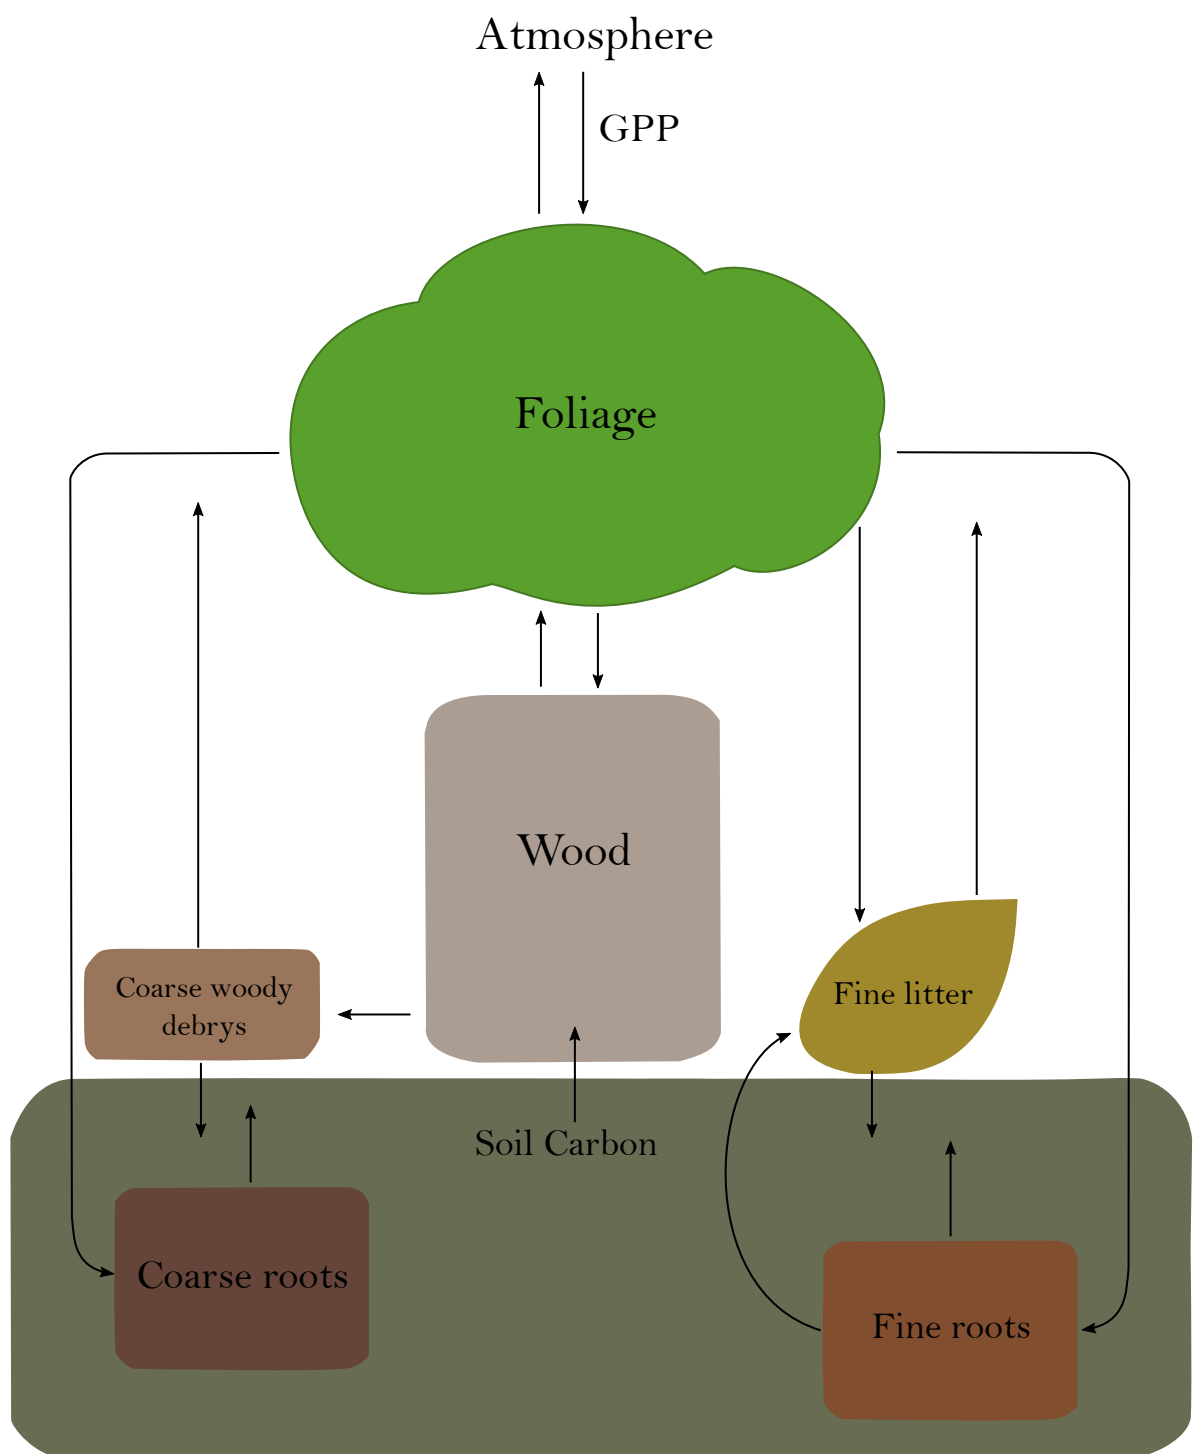 Atmosphere
GPP
Foliage
Wood
Coarse woody
debrys
Fine litter
Soil Carbon
Coarse roots
Fine roots